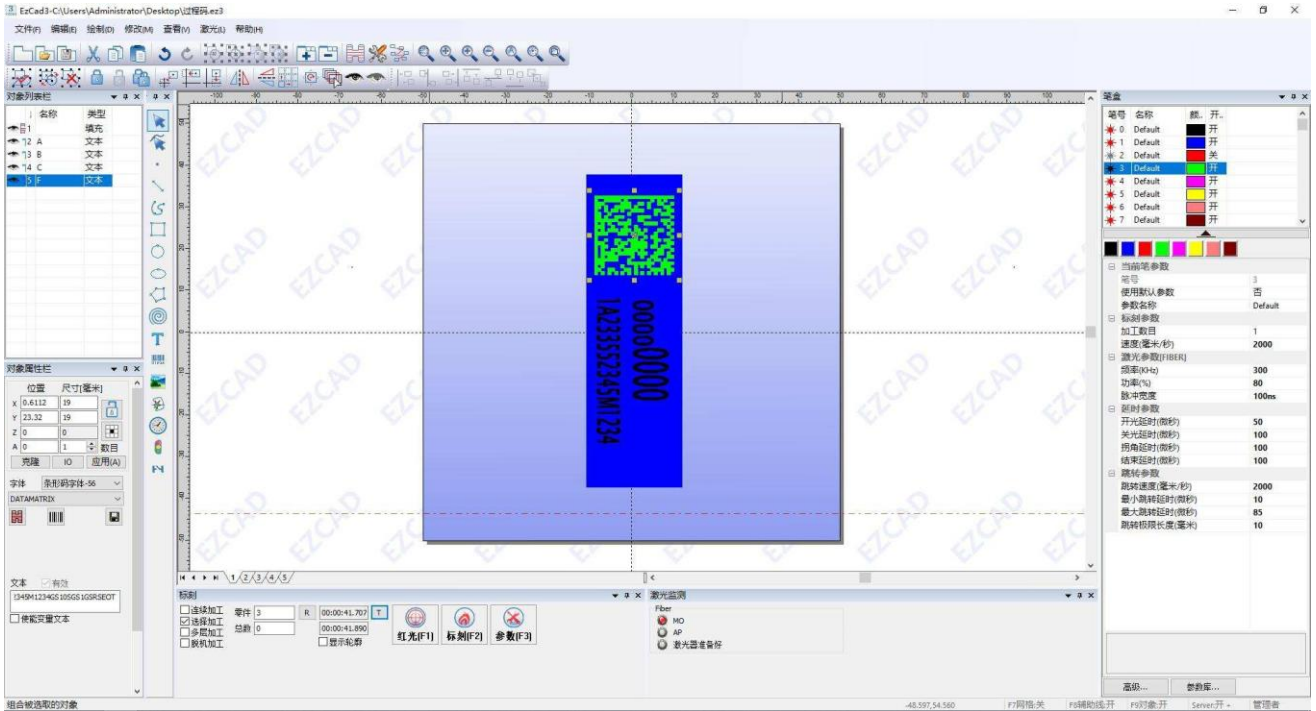 EzCad3-C:\Users\Administrator\Desktop\过程码.ez3
文件(F) 编辑(E) 绘制(D) 修改(M) 查看(V) 激光(L) 帮助(H)
对象列表栏
名称 类型
1 填充
2 A 文本
3 B 文本
4 C 文本
5 F 文本
对象属性栏
位置 尺寸[毫米]
X 0.6112 19
Y 23.32 19
Z 0 0
A 0 1 数目
克隆 IO 应用(A)
字体 条形码字体-56
DATAMATRIX
文本 有效
!345M1234GS10SGS1GSRSEOT
使能变量文本
EZCAD
00000000
1A233552345M1234
1 2 3 4 5
标刻
连续加工 零件 3 R 00:00:41.707 T
选择加工 总数 0 00:00:41.890
多层加工 显示轮廓
脱机加工
红光(F1) 标刻(F2) 参数(F3)
激光监测
Fiber
MO
AP
激光器准备好
笔盒
笔号 名称 颜.. 开..
0 Default 开
1 Default 开
2 Default 关
3 Default 开
4 Default 开
5 Default 开
6 Default 开
7 Default 开
当前笔参数
笔号 3
使用默认参数 否
参数名称 Default
标刻参数
加工数目 1
速度(毫米/秒) 2000
激光参数[FIBER]
频率(KHz) 300
功率(%) 80
脉冲宽度 100ns
延时参数
开光延时(微秒) 50
关光延时(微秒) 100
拐角延时(微秒) 100
结束延时(微秒) 100
跳转参数
跳转速度(毫米/秒) 2000
最小跳转延时(微秒) 10
最大跳转延时(微秒) 85
跳转极限长度(毫米) 10
高级... 参数库...
组合被选取的对象 -48.597,54.560 F7网格:关 F8辅助线:开 F9对象:开 Server:开 管理者